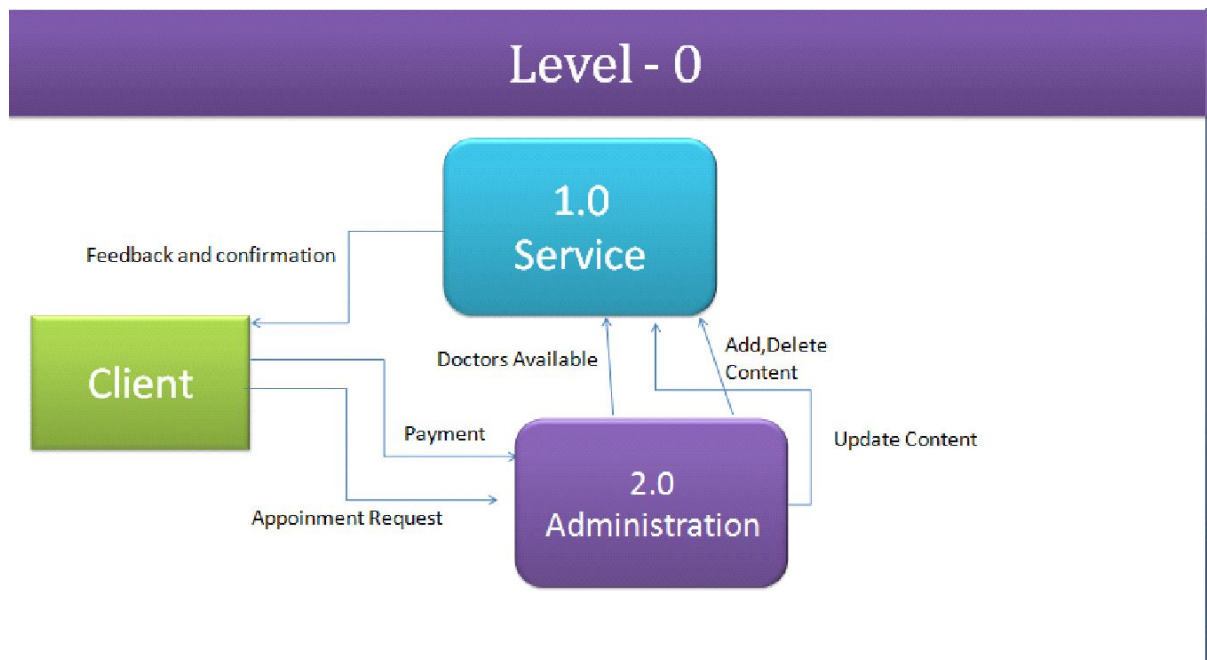 Level - 0
1.0
Service
Feedback and confirmation
Client
Doctors Available
Add,Delete
Content
Payment
Update Content
Appoinment Request
2.0
Administration